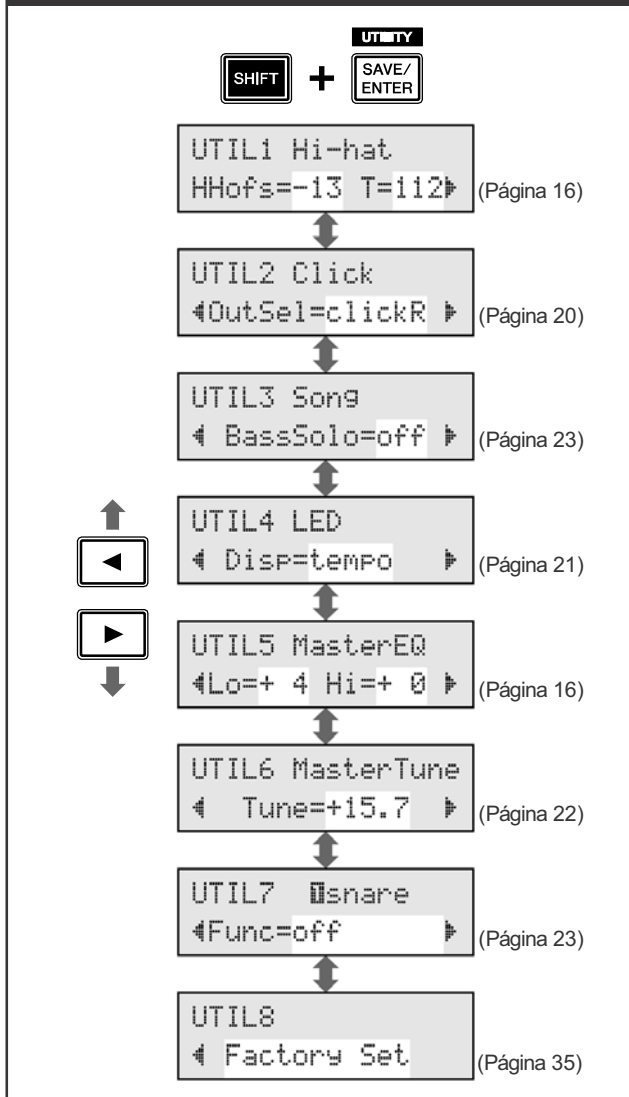 UTILITY
SHIFT + SAVE/
ENTER
UTIL1 Hi-hat
HHofs=-13 T=112 (Página 16)
UTIL2 Click
OutSel=clickR (Página 20)
UTIL3 Song
BassSolo=off (Página 23)
UTIL4 LED
Disp=tempo (Página 21)
UTIL5 MasterEQ
Lo=+ 4 Hi=+ 0 (Página 16)
UTIL6 MasterTune
Tune=+15.7 (Página 22)
UTIL7 1snare
Func=off (Página 23)
UTIL8
Factory Set (Página 35)